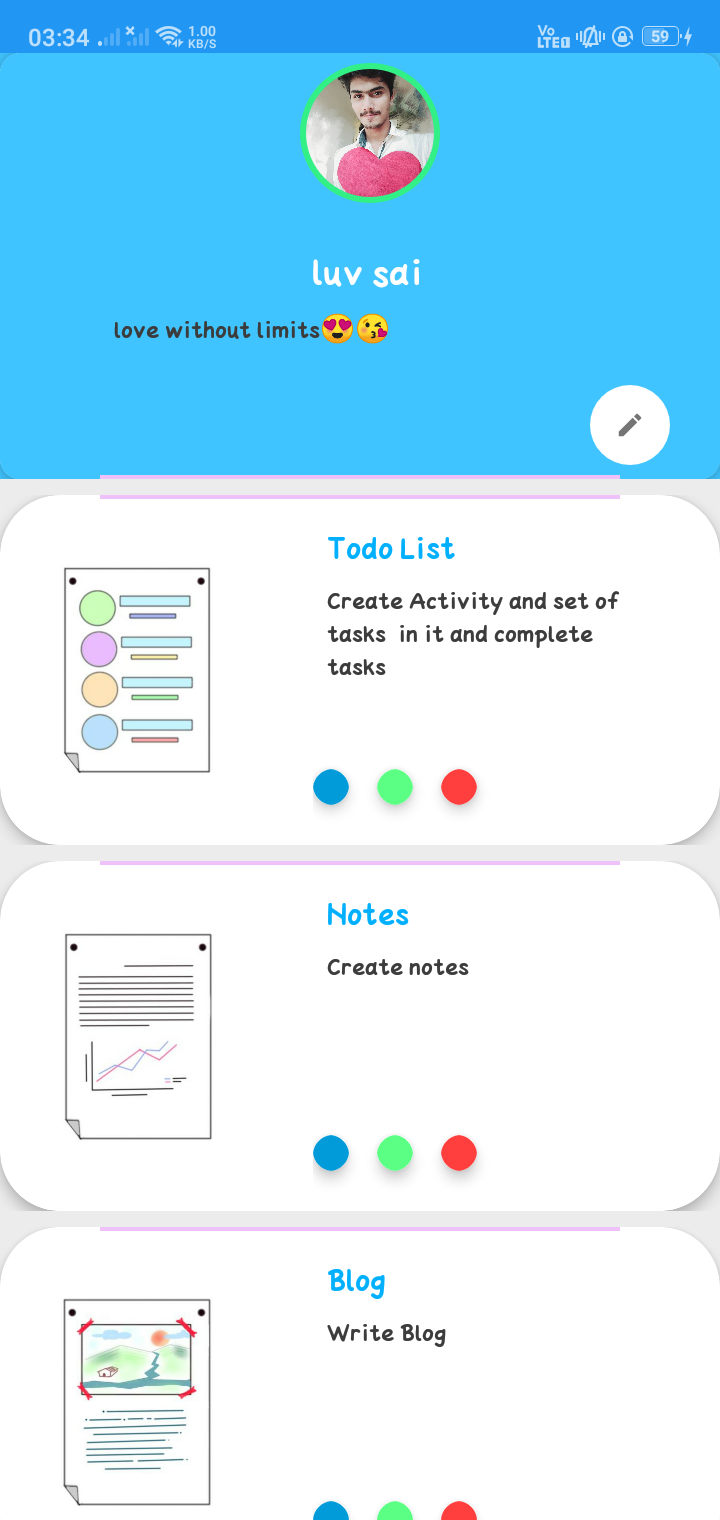 03:34
1.00
KB/S
Vo
LTE1
59
luv sai
love without limits😍😘
Todo List
Create Activity and set of
tasks  in it and complete
tasks
Notes
Create notes
Blog
Write Blog